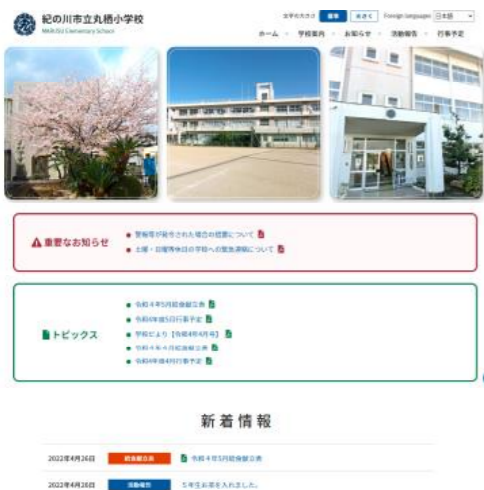 紀の川市立丸栖小学校
MARUSU Elementary School
文字の大きさ 標準 大きく Foreign languages 日本語
ホーム 学校案内 お知らせ 活動報告 行事予定
重要なお知らせ
警報等が発令された場合の措置について
土曜・日曜等休日の学校への緊急連絡について
トピックス
令和4年5月給食献立表
令和4年度5月行事予定
学校だより【令和4年4月号】
令和4年4月給食献立表
令和4年度4月行事予定
新着情報
2022年4月26日 給食献立表 令和4年5月給食献立表
2022年4月26日 活動報告 5年生お茶を入れました。